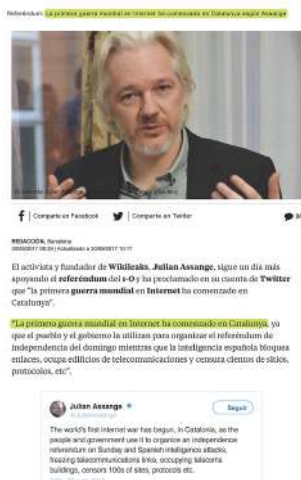 Referéndum: La primera guerra mundial en Internet ha comenzado en Catalunya según Assange
Comparte en Facebook
Comparte en Twitter
REDACCIÓN, Barcelona
El activista y fundador de Wikileaks, Julian Assange, sigue un día más
apoyando el referéndum del 1-O y ha proclamado en su cuenta de Twitter
que "la primera guerra mundial en Internet ha comenzado en
Catalunya".
"La primera guerra mundial en Internet ha comenzado en Catalunya, ya
que el pueblo y el gobierno la utilizan para organizar el referéndum de
independencia del domingo mientras que la inteligencia española bloquea
enlaces, ocupa edificios de telecomunicaciones y censura cientos de sitios,
protocolos, etc".
Julian Assange
Seguir
The world's first internet war has begun, in Catalonia, as the
people and government use it to organize an independence
referendum on Sunday and Spanish intelligence attacks,
freezing telecommunications links, occupying telecoms
buildings, censors 100s of sites, protocols etc.